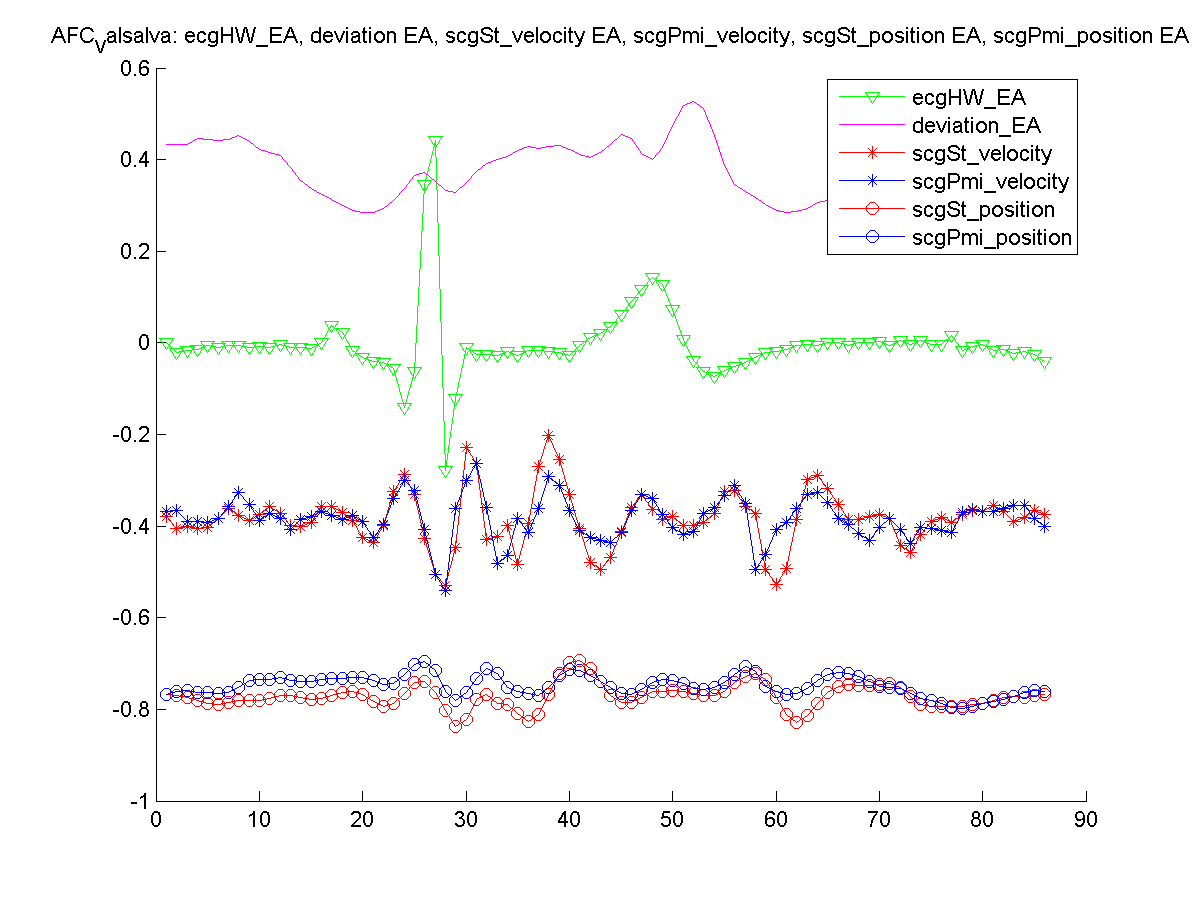 AFC_valsalva: ecgHW_EA, deviation EA, scgSt_velocity EA, scgPmi_velocity, scgSt_position EA, scgPmi_position EA
0.6
0.4
0.2
0
-0.2
-0.4
-0.6
-0.8
-1
0 10 20 30 40 50 60 70 80 90
ecgHW_EA
deviation_EA
scgSt_velocity
scgPmi_velocity
scgSt_position
scgPmi_position